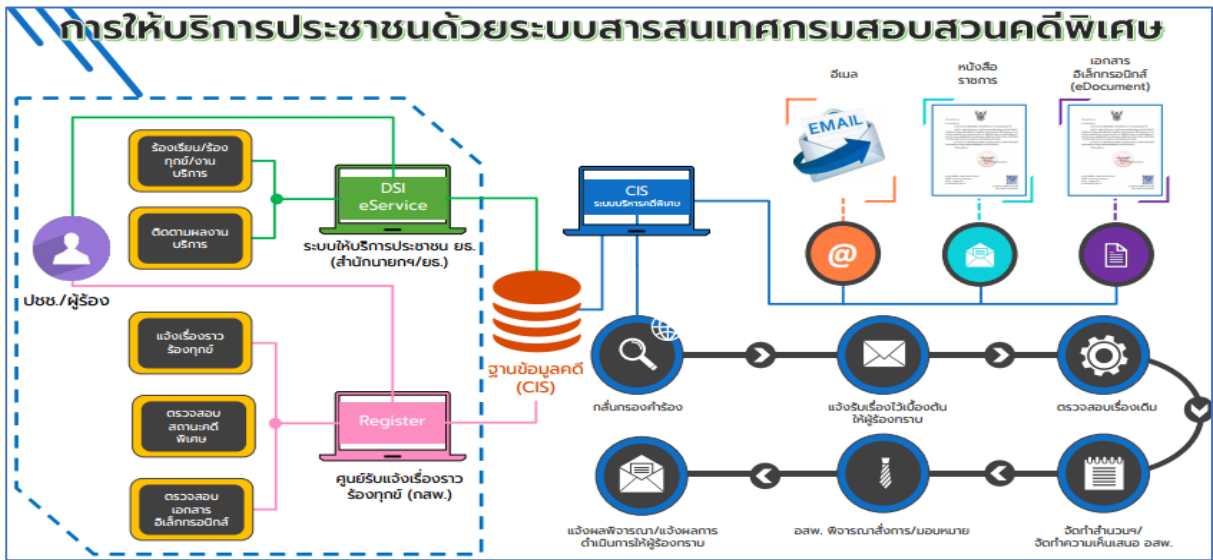 การให้บริการประชาชนด้วยระบบสารสนเทศกรมสอบสวนคดีพิเศษ
อีเมล
หนังสือ
ราชการ
เอกสาร
อิเล็กทรอนิกส์
(eDocument)
EMAIL
ร้องเรียน/ร้อง
ทุกข์/งาน
บริการ
ติดตามผลงาน
บริการ
DSI
eService
ระบบให้บริการประชาชน ยธ.
(สำนักนายกฯ/ยธ.)
CIS
ระบบบริหารคดีพิเศษ
@
ปชช./ผู้ร้อง
แจ้งเรื่องราว
ร้องทุกข์
ตรวจสอบ
สถานะคดี
พิเศษ
ตรวจสอบ
เอกสาร
อิเล็กทรอนิกส์
Register
ศูนย์รับแจ้งเรื่องราว
ร้องทุกข์ (กสพ.)
ฐานข้อมูลคดี
(CIS)
กลั่นกรองคำร้อง
แจ้งรับเรื่องไว้เบื้องต้น
ให้ผู้ร้องทราบ
ตรวจสอบเรื่องเดิม
แจ้งผลพิจารณา/แจ้งผลการ
ดำเนินการให้ผู้ร้องทราบ
อสพ. พิจารณาสั่งการ/มอบหมาย
จัดทำสำนวนฯ/
จัดทำความเห็นเสนอ อสพ.